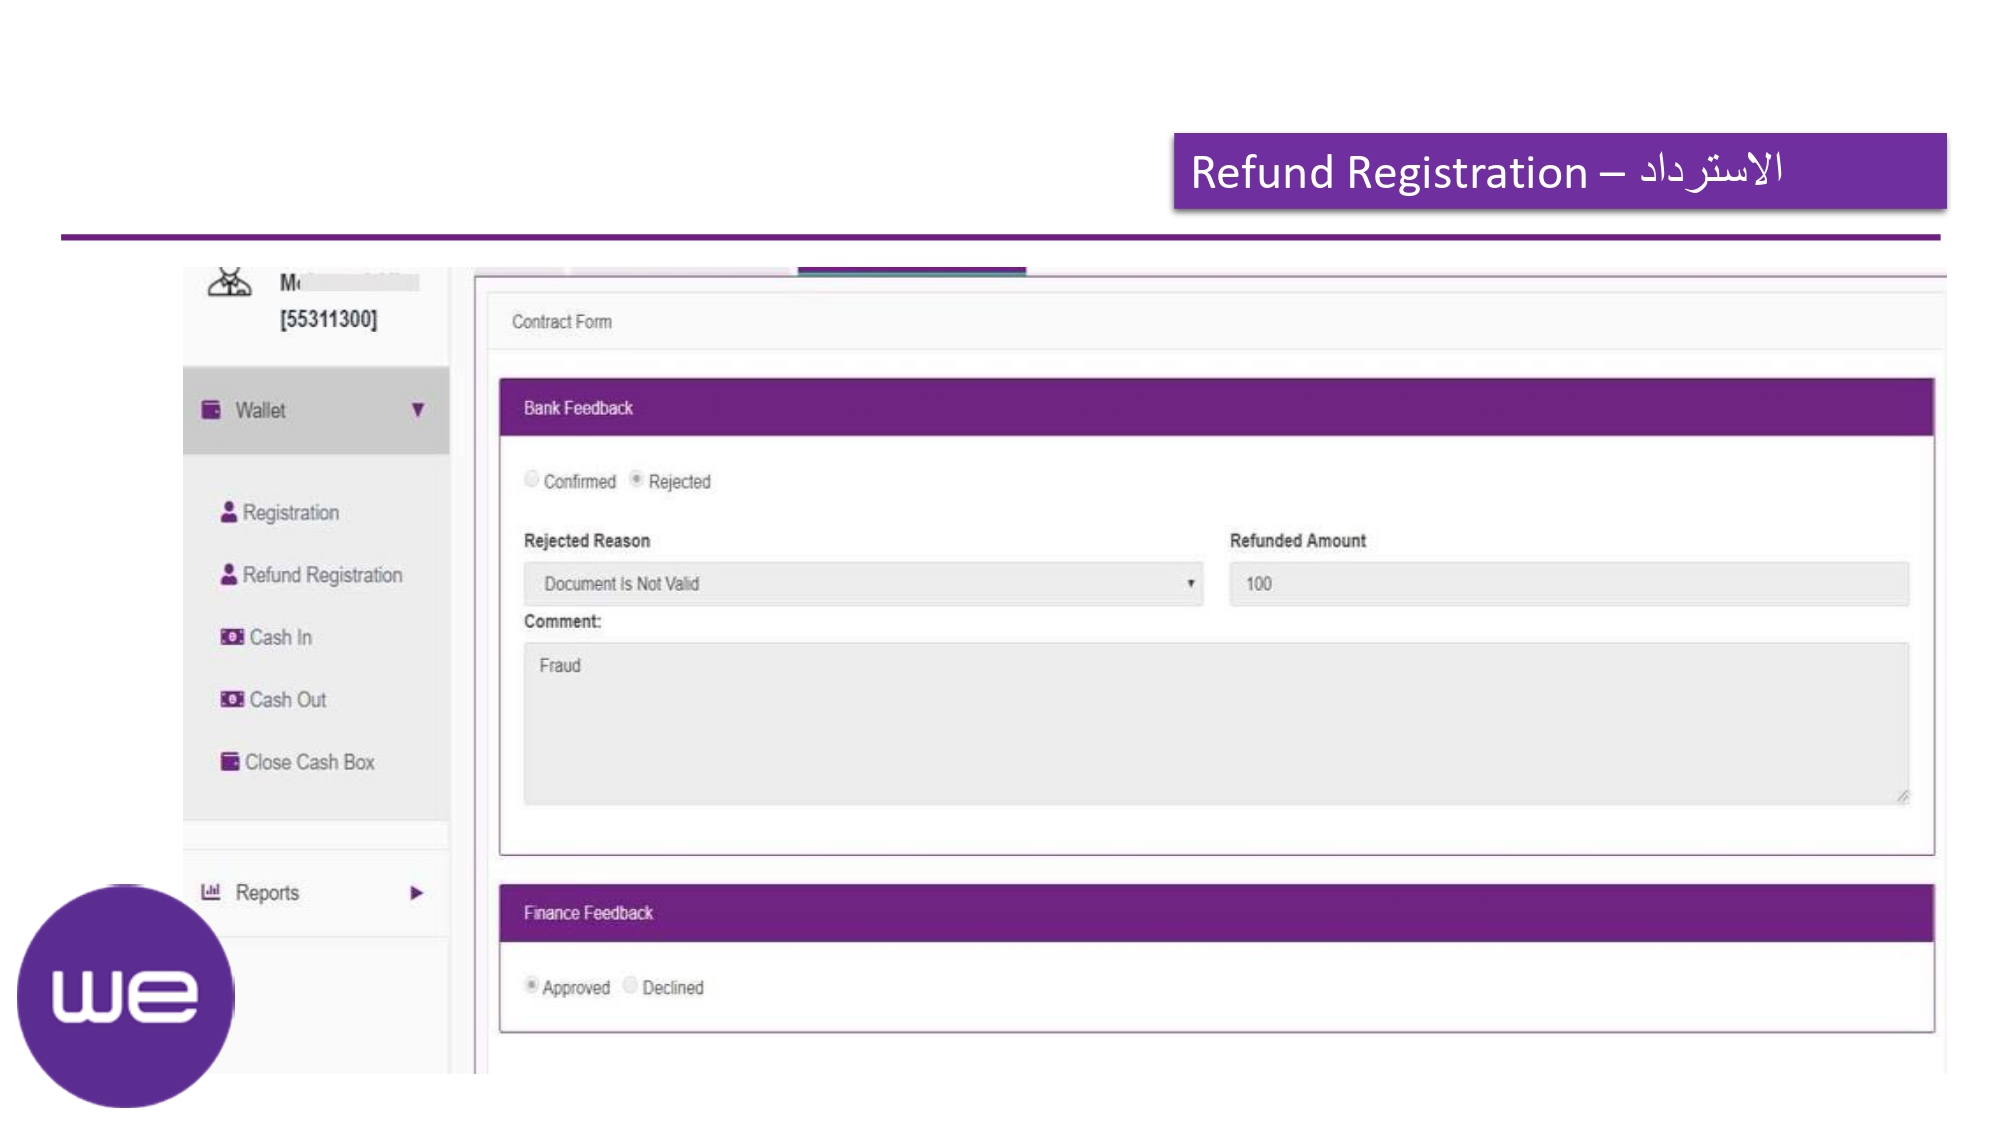 Refund Registration – الاسترداد
[55311300]
Wallet
Registration
Refund Registration
Cash In
Cash Out
Close Cash Box
Reports
Contract Form
Bank Feedback
Confirmed Rejected
Rejected Reason Refunded Amount
Document Is Not Valid 100
Comment:
Fraud
Finance Feedback
Approved Declined
we